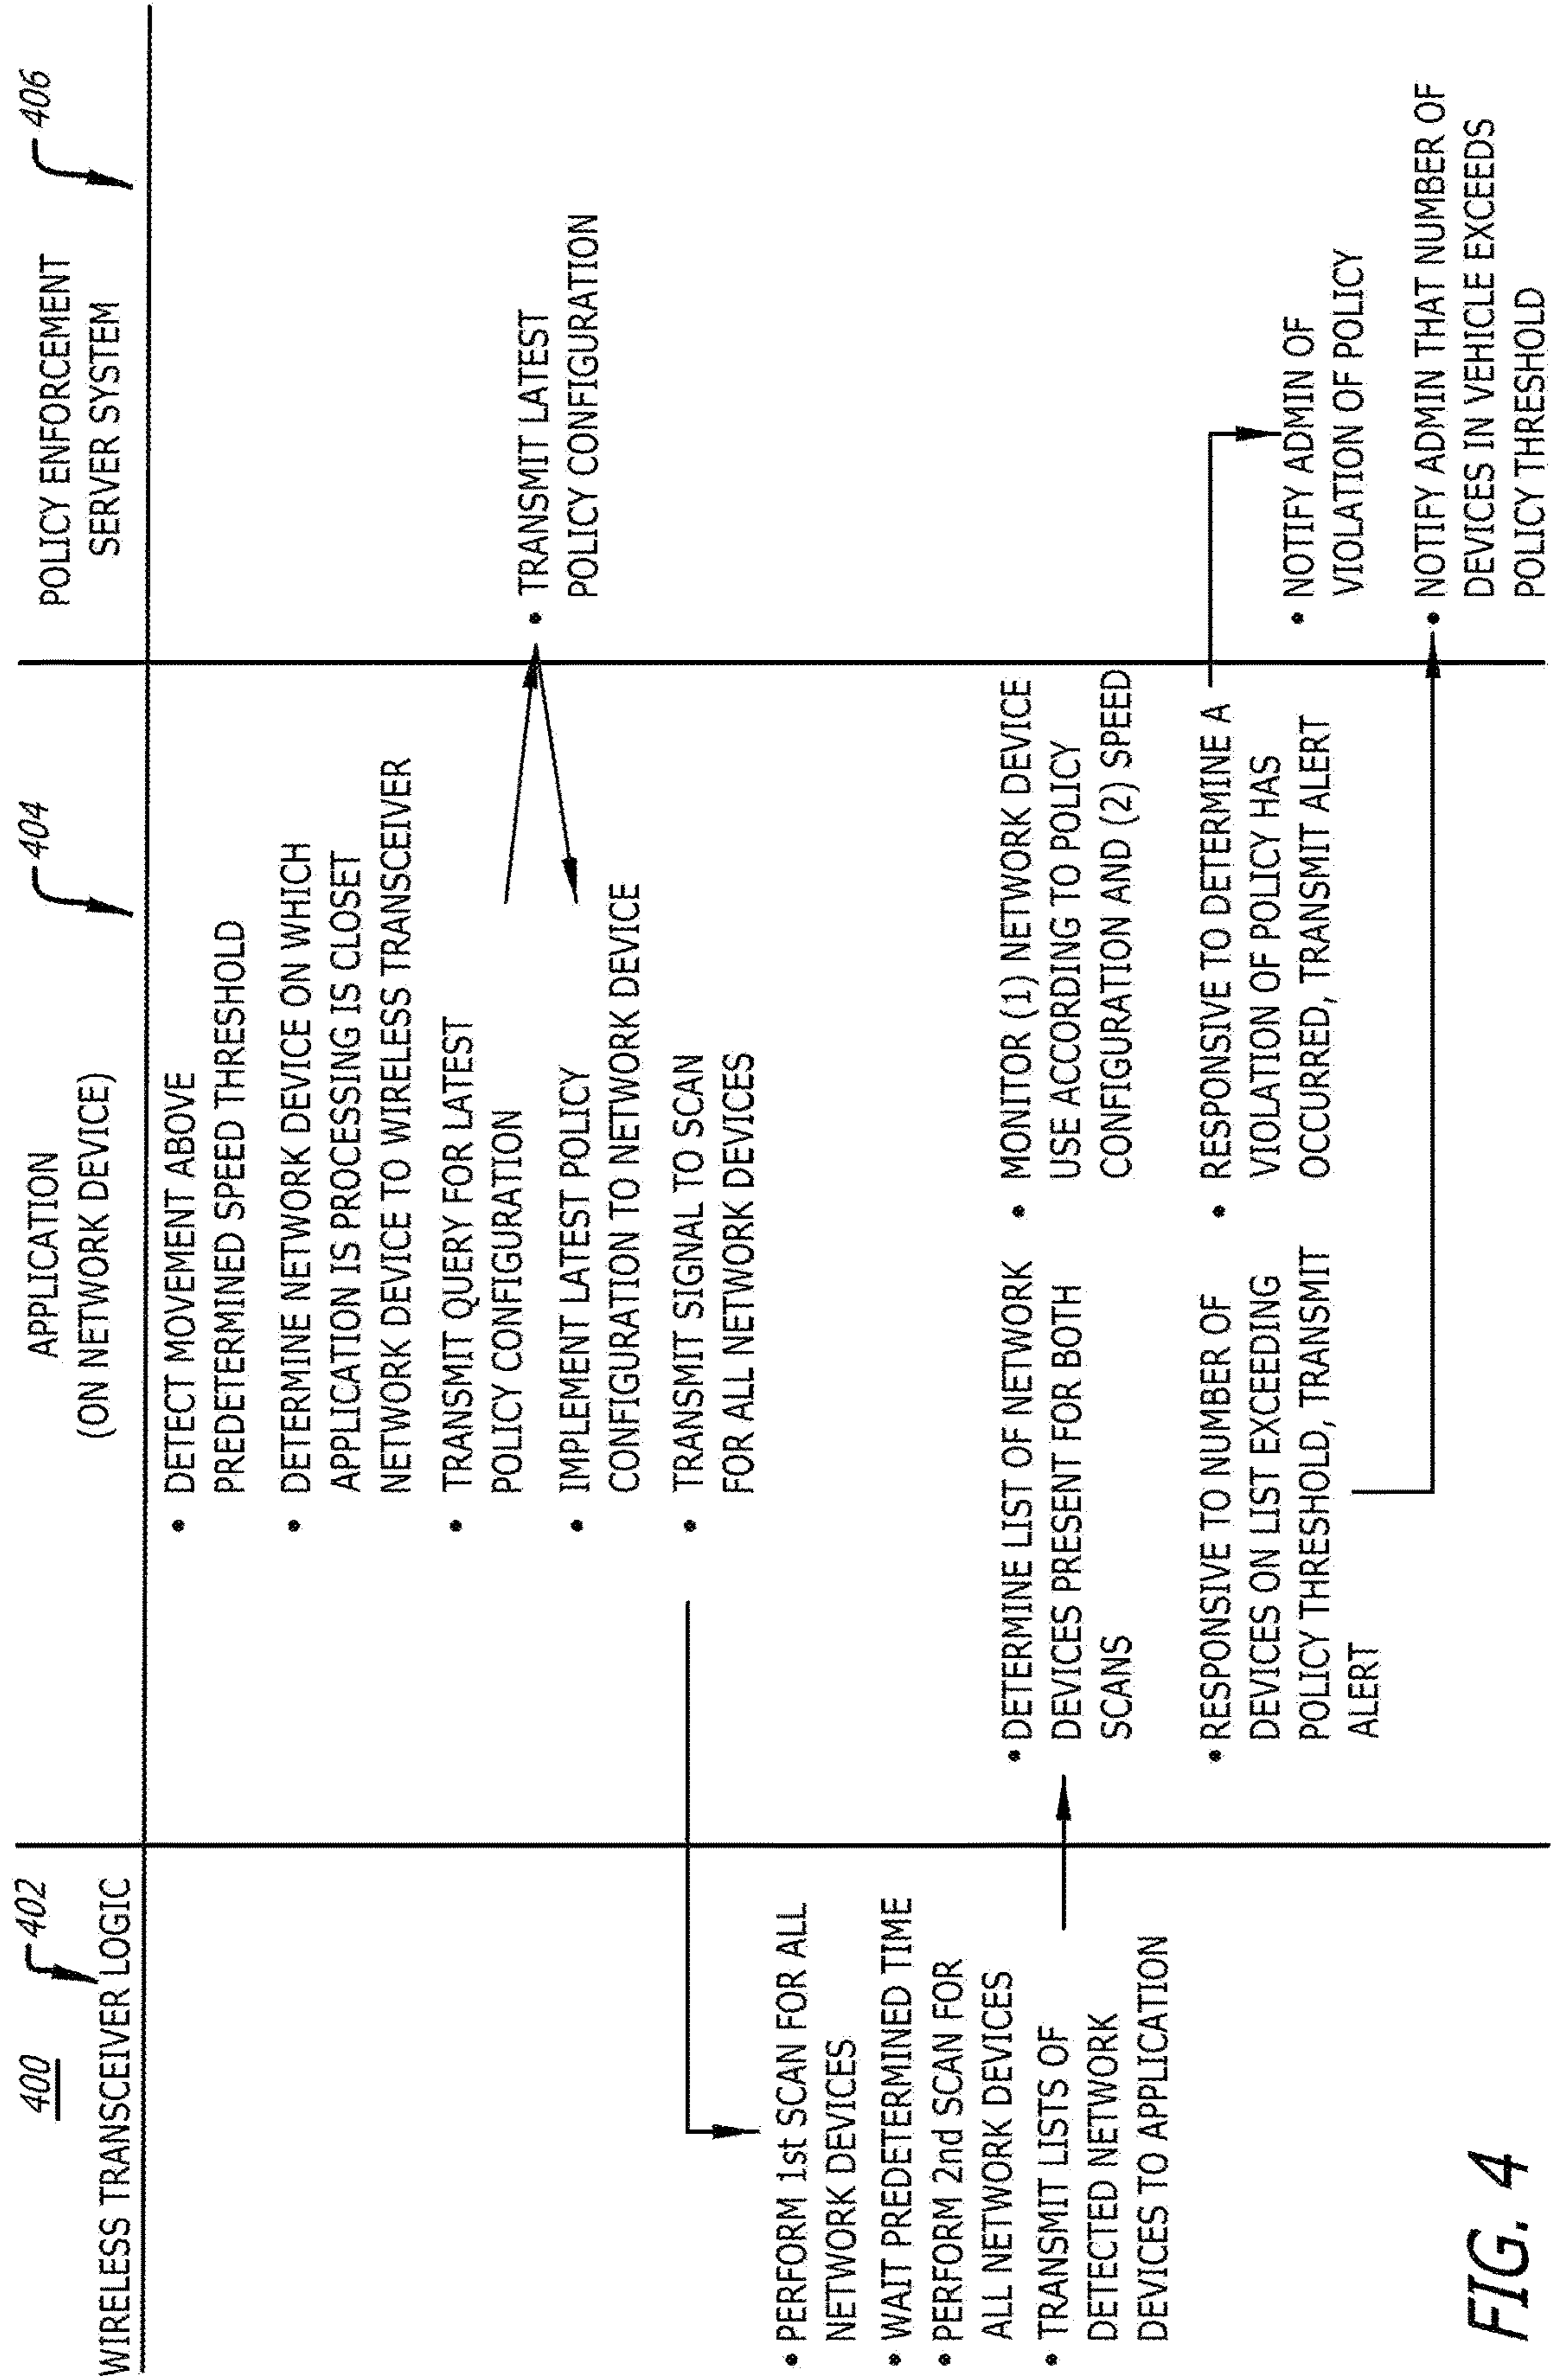 400
402
WIRELESS TRANSCEIVER LOGIC
• PERFORM 1st SCAN FOR ALL
NETWORK DEVICES
• WAIT PREDETERMINED TIME
• PERFORM 2nd SCAN FOR
ALL NETWORK DEVICES
• TRANSMIT LISTS OF
DETECTED NETWORK
DEVICES TO APPLICATION
APPLICATION
(ON NETWORK DEVICE)
404
• DETECT MOVEMENT ABOVE
PREDETERMINED SPEED THRESHOLD
• DETERMINE NETWORK DEVICE ON WHICH
APPLICATION IS PROCESSING IS CLOSET
NETWORK DEVICE TO WIRELESS TRANSCEIVER
• TRANSMIT QUERY FOR LATEST
POLICY CONFIGURATION
• IMPLEMENT LATEST POLICY
CONFIGURATION TO NETWORK DEVICE
• TRANSMIT SIGNAL TO SCAN
FOR ALL NETWORK DEVICES
• DETERMINE LIST OF NETWORK
DEVICES PRESENT FOR BOTH
SCANS
• RESPONSIVE TO NUMBER OF
DEVICES ON LIST EXCEEDING
POLICY THRESHOLD, TRANSMIT
ALERT
• MONITOR (1) NETWORK DEVICE
USE ACCORDING TO POLICY
CONFIGURATION AND (2) SPEED
• RESPONSIVE TO DETERMINE A
VIOLATION OF POLICY HAS
OCCURRED, TRANSMIT ALERT
POLICY ENFORCEMENT
SERVER SYSTEM
406
• TRANSMIT LATEST
POLICY CONFIGURATION
• NOTIFY ADMIN OF
VIOLATION OF POLICY
• NOTIFY ADMIN THAT NUMBER OF
DEVICES IN VEHICLE EXCEEDS
POLICY THRESHOLD
FIG. 4